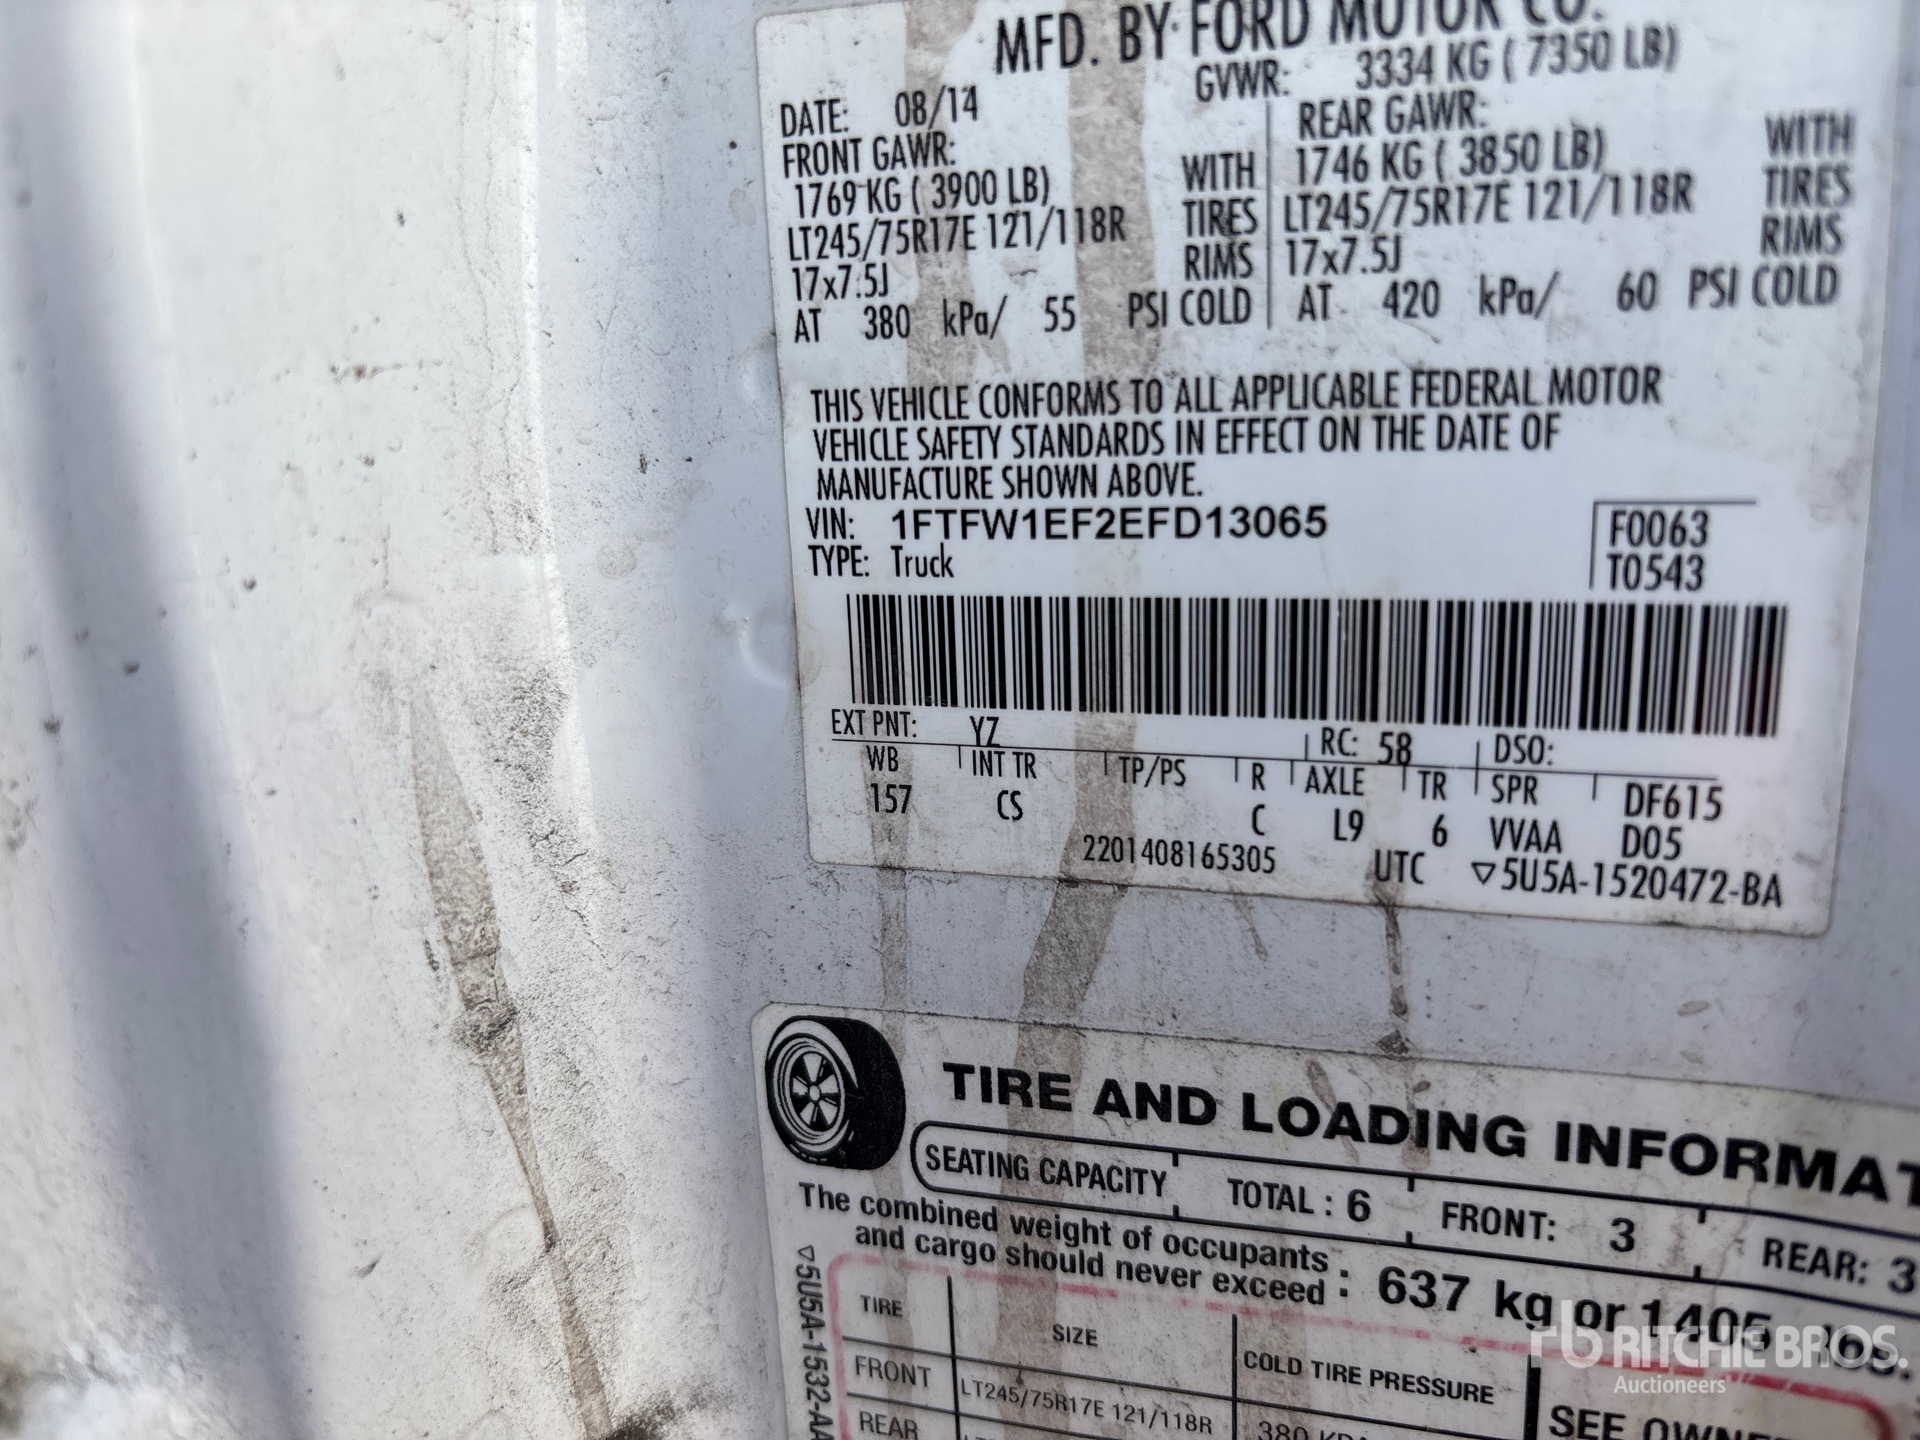 MFD. BY FORD MOTOR CO.
DATE: 08/14 GVWR: 3334 KG ( 7350 LB)
FRONT GAWR: REAR GAWR:
1769 KG ( 3900 LB) WITH 1746 KG ( 3850 LB) WITH
LT245/75R17E 121/118R TIRES LT245/75R17E 121/118R TIRES
17x7.5J RIMS 17x7.5J RIMS
AT 380 kPa/ 55 PSI COLD AT 420 kPa/ 60 PSI COLD
THIS VEHICLE CONFORMS TO ALL APPLICABLE FEDERAL MOTOR
VEHICLE SAFETY STANDARDS IN EFFECT ON THE DATE OF
MANUFACTURE SHOWN ABOVE.
VIN: 1FTFW1EF2EFD13065 F0063
TYPE: Truck T0543
EXT PNT: YZ RC: 58 DSO:
WB INT TR TP/PS R AXLE TR SPR DF615
157 CS C L9 6 VVAA D05
2201408165305 UTC ▽5U5A-1520472-BA
TIRE AND LOADING INFORMAT
SEATING CAPACITY TOTAL : 6 FRONT: 3 REAR: 3
The combined weight of occupants
and cargo should never exceed : 637 kg or 1405 lbs.
▽5U5A-1532-AA
TIRE SIZE COLD TIRE PRESSURE
FRONT LT245/75R17E 121/118R 380
REAR
SEE OWNE
rb RITCHIE BROS.
Auctioneers